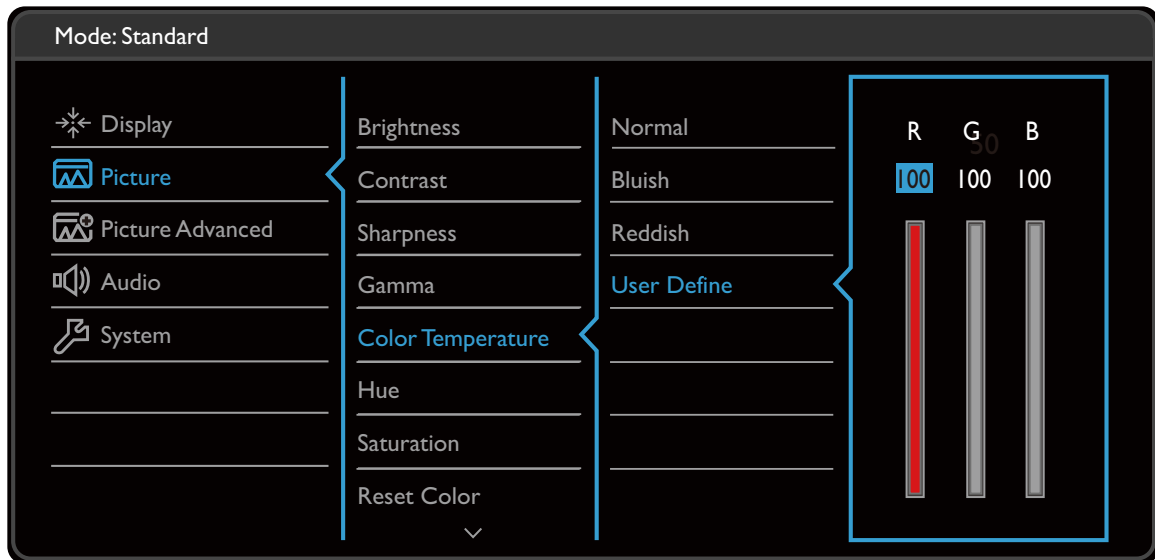 Mode: Standard
Display
Picture
Picture Advanced
Audio
System
Brightness
Contrast
Sharpness
Gamma
Color Temperature
Hue
Saturation
Reset Color
Normal
Bluish
Reddish
User Define
R G B
50
100 100 100